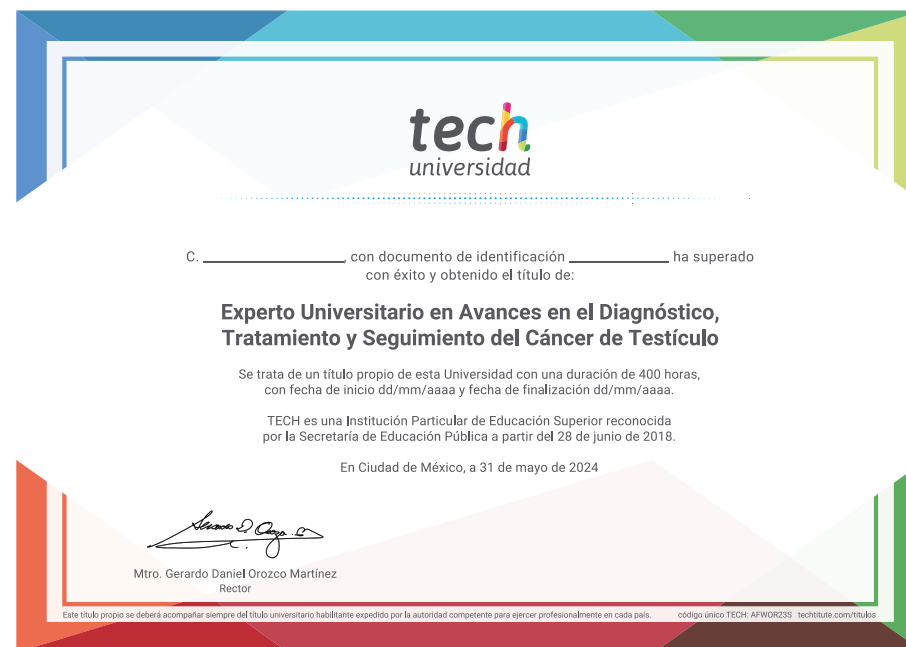 tech
universidad
C. ____________________, con documento de identificación ______________ ha superado
con éxito y obtenido el título de:
Experto Universitario en Avances en el Diagnóstico,
Tratamiento y Seguimiento del Cáncer de Testículo
Se trata de un título propio de esta Universidad con una duración de 400 horas,
con fecha de inicio dd/mm/aaaa y fecha de finalización dd/mm/aaaa.
TECH es una Institución Particular de Educación Superior reconocida
por la Secretaría de Educación Pública a partir del 28 de junio de 2018.
En Ciudad de México, a 31 de mayo de 2024
Mtro. Gerardo Daniel Orozco Martínez
Rector
Este título propio se deberá acompañar siempre del título universitario habilitante expedido por la autoridad competente para ejercer profesionalmente en cada país. código único TECH: AFWOR23S techtitute.com/titulos